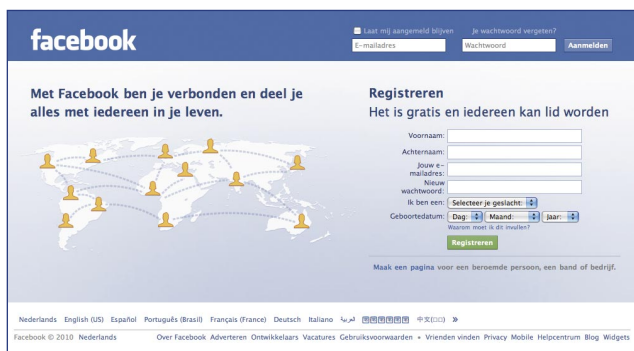 facebook
Laat mij aangemeld blijven Je wachtwoord vergeten?
E-mailadres Wachtwoord Aanmelden
Met Facebook ben je verbonden en deel je
alles met iedereen in je leven.
Registreren
Het is gratis en iedereen kan lid worden
Voornaam:
Achternaam:
Jouw e-
mailadres:
Nieuw
wachtwoord:
Ik ben een: Selecteer je geslacht:
Geboortedatum: Dag: Maand: Jaar:
Waarom moet ik dit invullen?
Registreren
Maak een pagina voor een beroemde persoon, een band of bedrijf.
Nederlands English (US) Español Português (Brasil) Français (France) Deutsch Italiano العربية 中文(□□) »
Facebook © 2010 Nederlands Over Facebook Adverteren Ontwikkelaars Vacatures Gebruiksvoorwaarden • Vrienden vinden Privacy Mobile Helpcentrum Blog Widgets